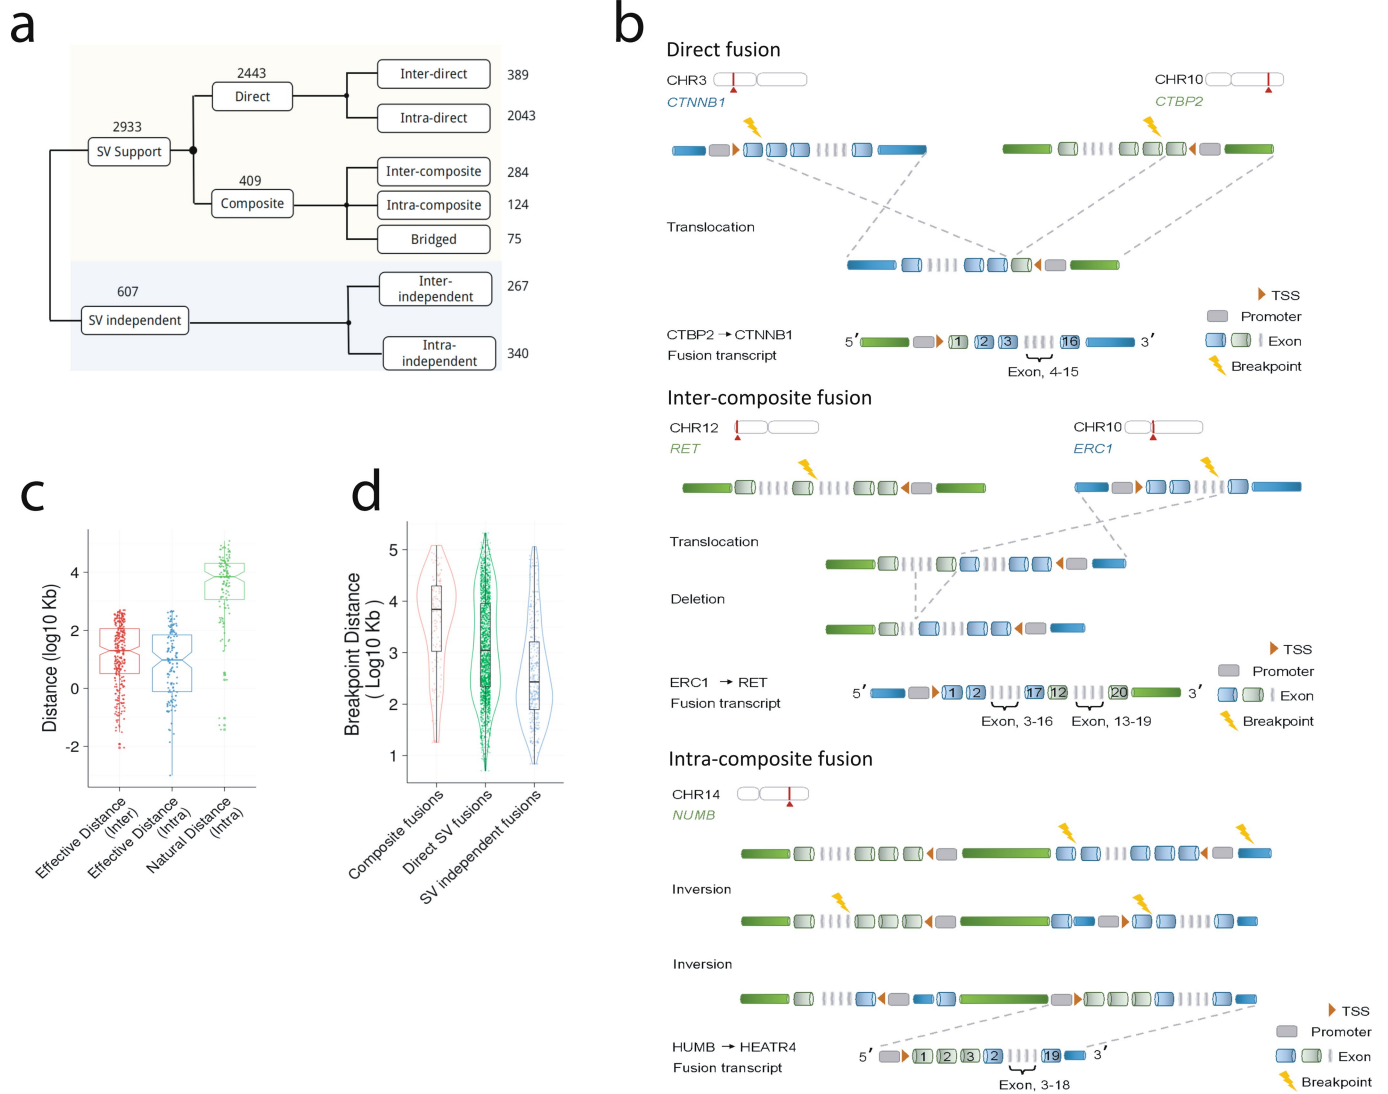 a
2443
Direct
2933
SV Support
409
Composite
Inter-direct
389
Intra-direct
2043
Inter-composite
284
Intra-composite
124
Bridged
75
607
SV independent
Inter-
independent
267
Intra-
independent
340
b
Direct fusion
CHR3
CTNNB1
CHR10
CTBP2
Translocation
TSS
Promoter
Exon
Breakpoint
CTBP2 → CTNNB1
Fusion transcript
5′
1
2
3
16
3′
Exon, 4-15
Inter-composite fusion
CHR12
RET
CHR10
ERC1
Translocation
Deletion
TSS
Promoter
Exon
Breakpoint
ERC1 → RET
Fusion transcript
5′
1
2
17
12
20
3′
Exon, 3-16
Exon, 13-19
Intra-composite fusion
CHR14
NUMB
Inversion
Inversion
TSS
Promoter
Exon
Breakpoint
HUMB → HEATR4
Fusion transcript
5′
1
2
3
2
19
3′
Exon, 3-18
c
Distance (log10 Kb)
4
2
0
-2
Effective Distance
(Inter)
Effective Distance
(Intra)
Natural Distance
(Intra)
d
Breakpoint Distance
( Log10 Kb )
5
4
3
2
1
Composite fusions
Direct SV fusions
SV independent fusions